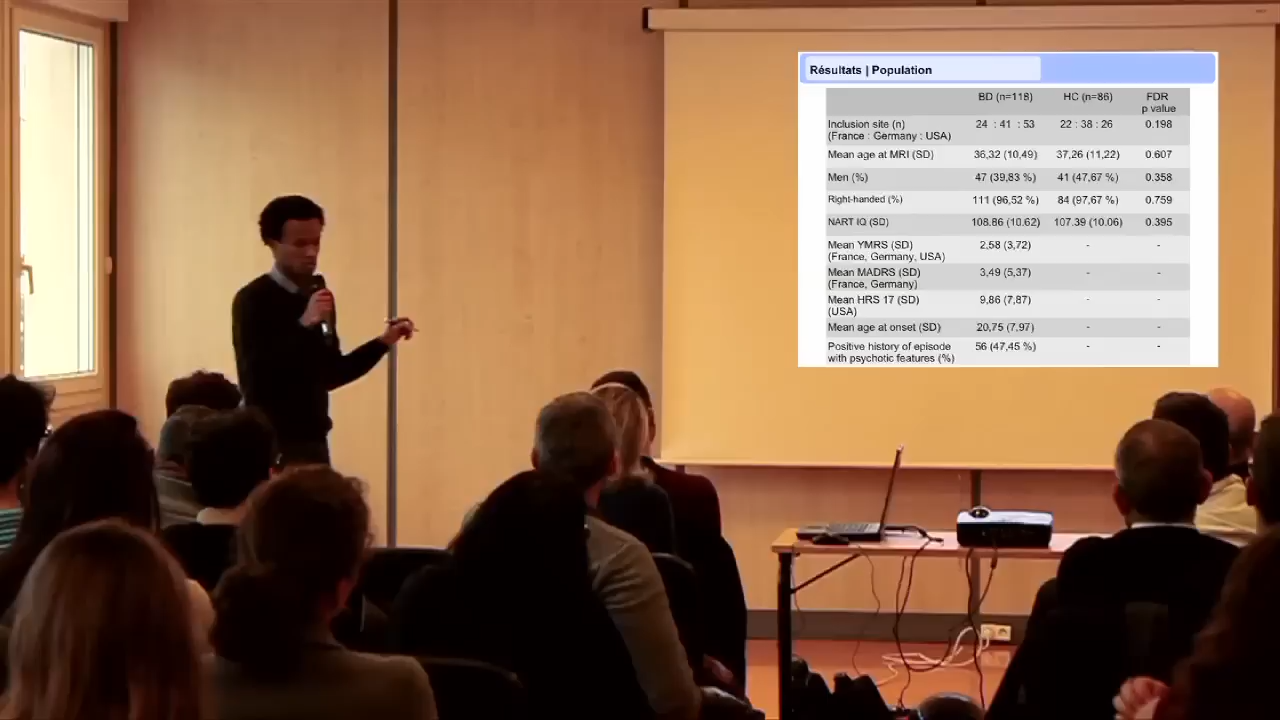 Résultats | Population
BD (n=118) HC (n=86) FDR
p value
Inclusion site (n) 24 : 41 : 53 22 : 38 : 26 0.198
(France : Germany : USA)
Mean age at MRI (SD) 36,32 (10,49) 37,26 (11,22) 0.607
Men (%) 47 (39,83 %) 41 (47,67 %) 0.358
Right-handed (%) 111 (96,52 %) 84 (97,67 %) 0.759
NART IQ (SD) 108.86 (10.62) 107.39 (10.06) 0.395
Mean YMRS (SD) 2,58 (3,72) - -
(France, Germany, USA)
Mean MADRS (SD) 3,49 (5,37) - -
(France, Germany)
Mean HRS 17 (SD) 9,86 (7,87) - -
(USA)
Mean age at onset (SD) 20,75 (7,97) - -
Positive history of episode 56 (47,45 %) - -
with psychotic features (%)